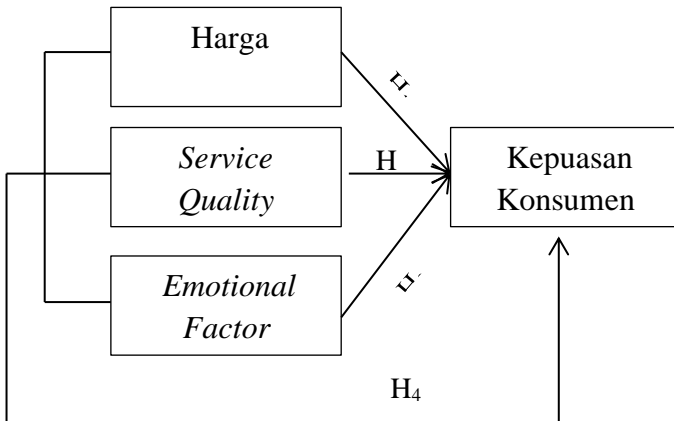 Harga
H
Service
Quality
H
Kepuasan
Konsumen
Emotional
Factor
H
H₄